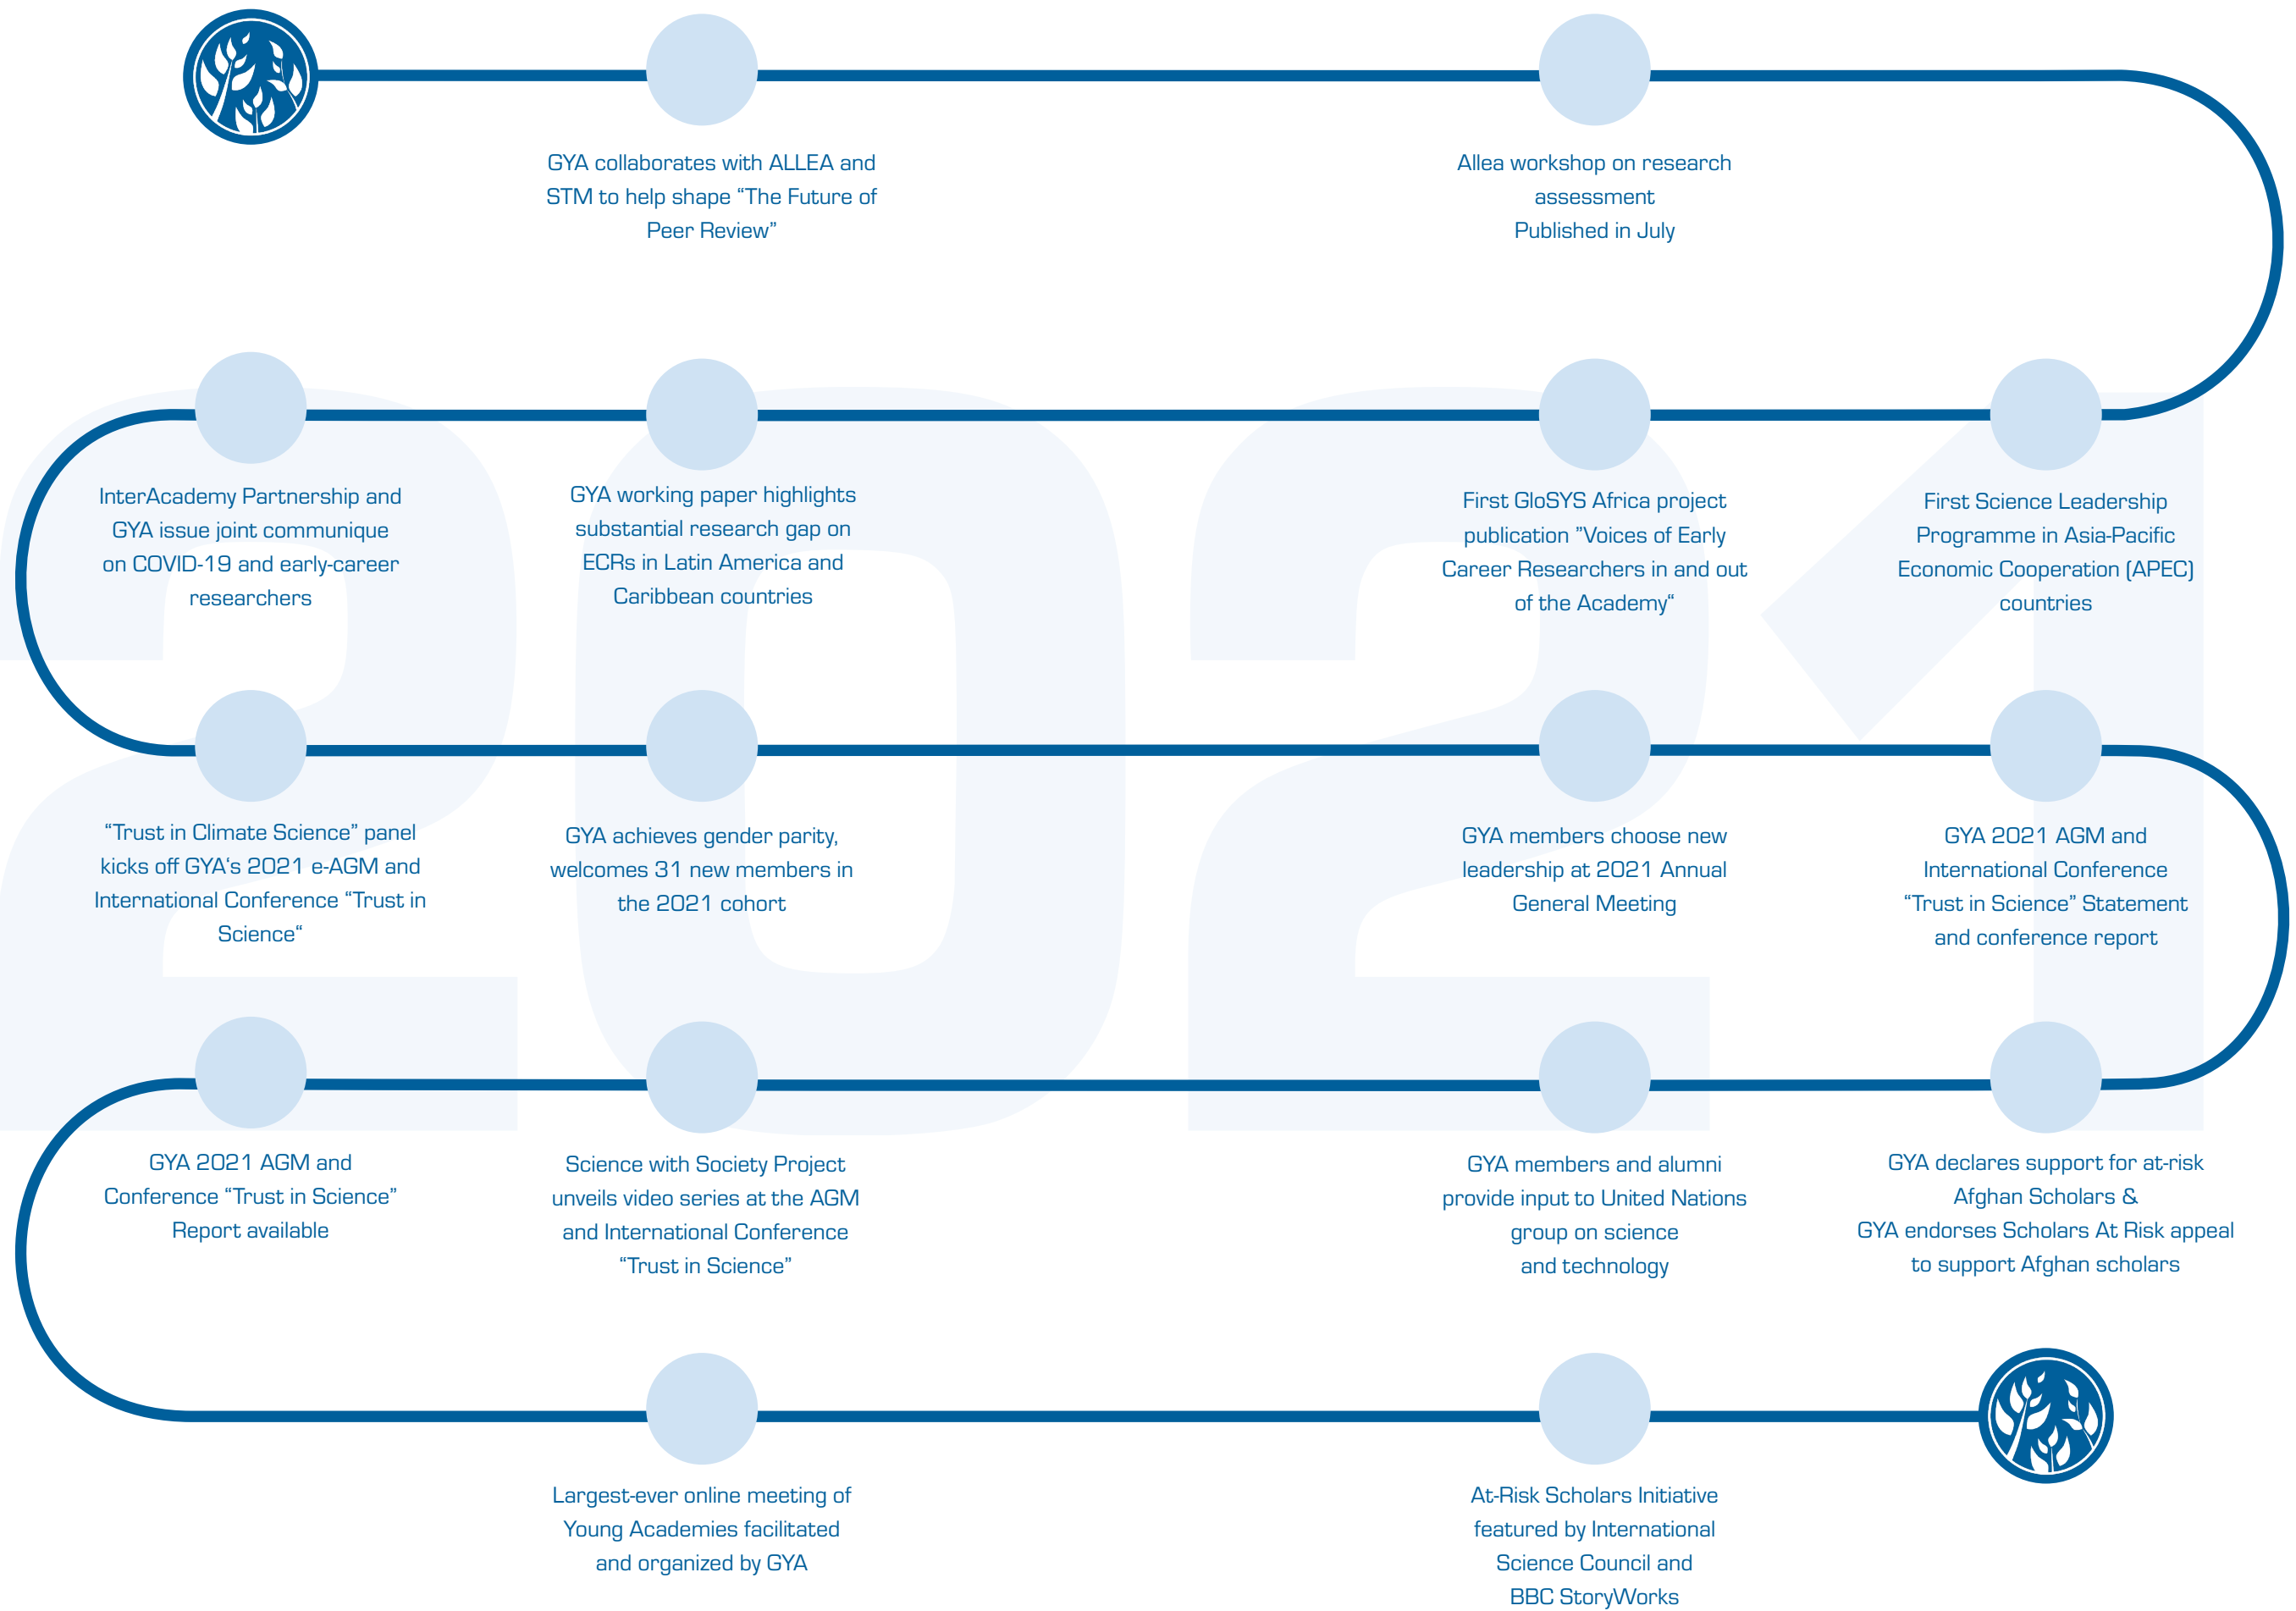 GYA collaborates with ALLEA and
STM to help shape “The Future of
Peer Review”
Allea workshop on research
assessment
Published in July
InterAcademy Partnership and
GYA issue joint communique
on COVID-19 and early-career
researchers
GYA working paper highlights
substantial research gap on
ECRs in Latin America and
Caribbean countries
First GloSYS Africa project
publication ”Voices of Early
Career Researchers in and out
of the Academy“
First Science Leadership
Programme in Asia-Pacific
Economic Cooperation (APEC)
countries
2021
“Trust in Climate Science” panel
kicks off GYA‘s 2021 e-AGM and
International Conference “Trust in
Science“
GYA achieves gender parity,
welcomes 31 new members in
the 2021 cohort
GYA members choose new
leadership at 2021 Annual
General Meeting
GYA 2021 AGM and
International Conference
“Trust in Science” Statement
and conference report
GYA 2021 AGM and
Conference “Trust in Science”
Report available
Science with Society Project
unveils video series at the AGM
and International Conference
“Trust in Science”
GYA members and alumni
provide input to United Nations
group on science
and technology
GYA declares support for at-risk
Afghan Scholars &
GYA endorses Scholars At Risk appeal
to support Afghan scholars
Largest-ever online meeting of
Young Academies facilitated
and organized by GYA
At-Risk Scholars Initiative
featured by International
Science Council and
BBC StoryWorks